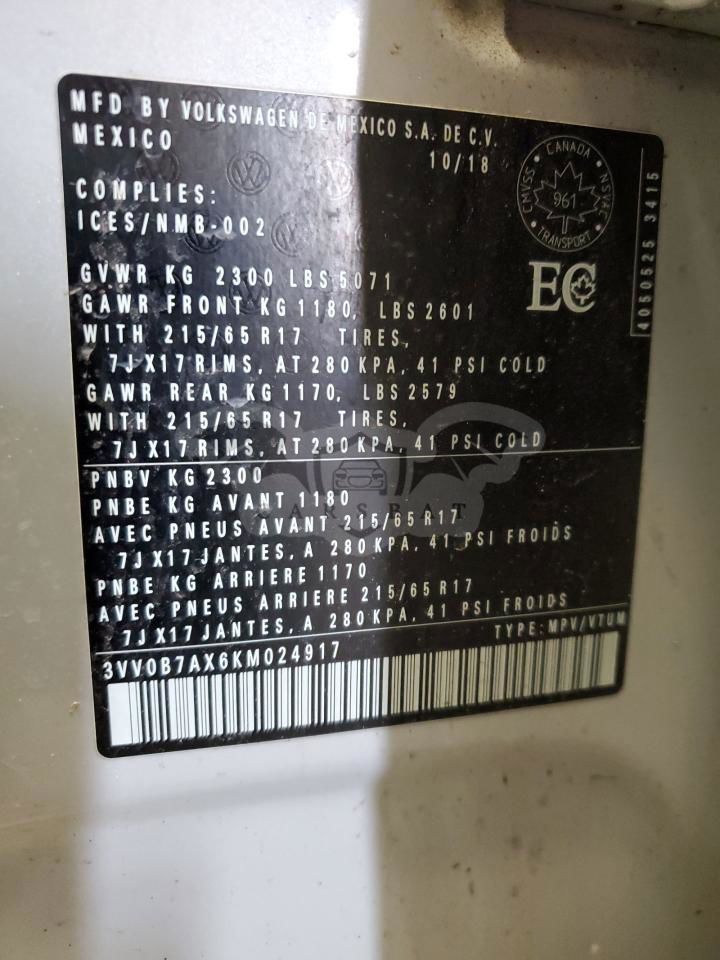 MFD. BY VOLKSWAGEN DE MEXICO S.A. DE C.V.
MEXICO
10/18
COMPLIES:
ICES/NMB-002
CANADA
CMVSS · NSVAC
961
TRANSPORT
4050525 3415
EC
GVWR KG 2300 LBS 5071
GAWR FRONT KG 1180, LBS 2601
WITH 215/65 R17 TIRES,
7J X17 RIMS, AT 280 KPA, 41 PSI COLD
GAWR REAR KG 1170, LBS 2579
WITH 215/65 R17 TIRES,
7J X17 RIMS, AT 280 KPA, 41 PSI COLD
PNBV KG 2300
PNBE KG AVANT 1180
AVEC PNEUS AVANT 215/65 R17
7J X17 JANTES, A 280 KPA, 41 PSI FROIDS
PNBE KG ARRIERE 1170
AVEC PNEUS ARRIERE 215/65 R17
7J X17 JANTES, A 280 KPA, 41 PSI FROIDS
3VV0B7AX6KM024917
TYPE: MPV/VTUM
CARSBAT